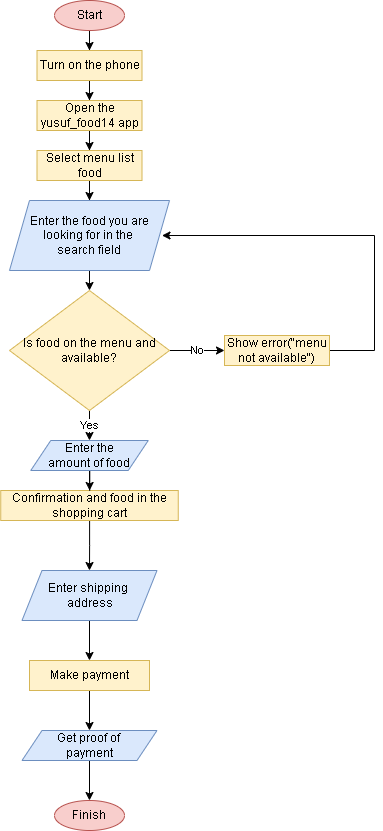 Start
Turn on the phone
Open the
yusuf_food14 app
Select menu list
food
Enter the food you are
looking for in the
search field
Is food on the menu and
available?
No
Show error("menu
not available")
Yes
Enter the
amount of food
Confirmation and food in the
shopping cart
Enter shipping
address
Make payment
Get proof of
payment
Finish